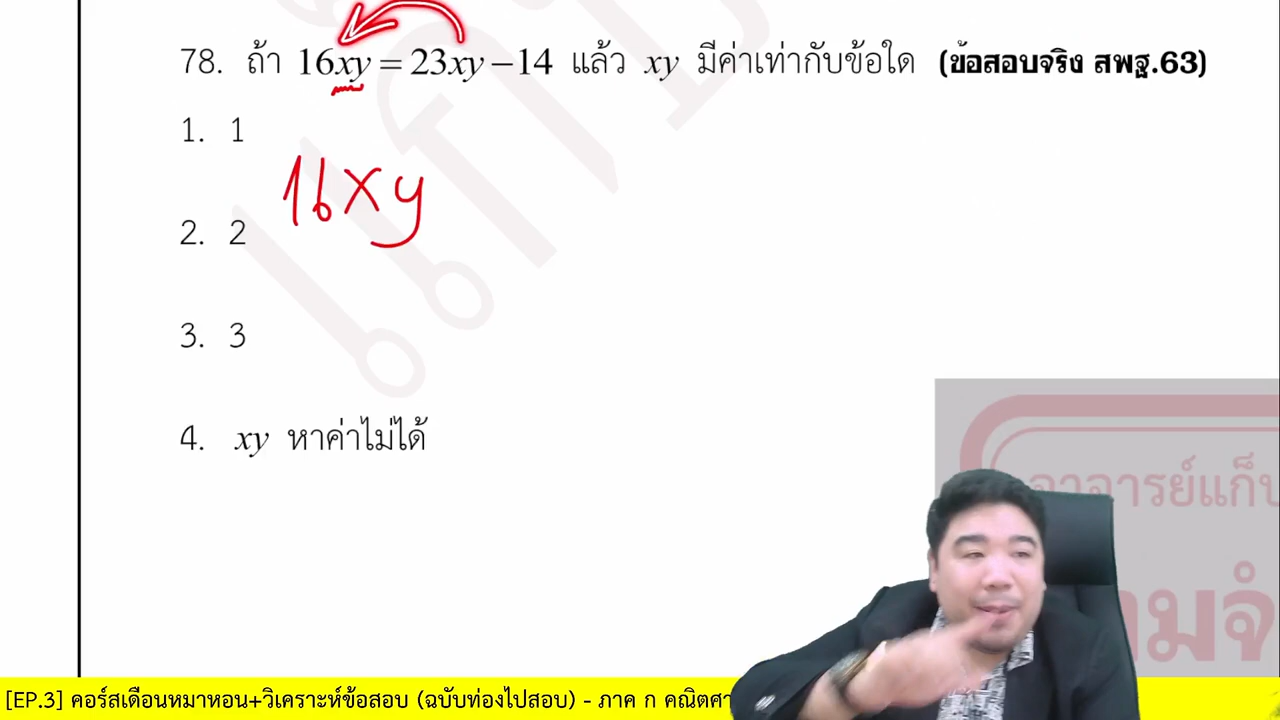 78. ถ้า 16xy = 23xy − 14 แล้ว xy มีค่าเท่ากับข้อใด (ข้อสอบจริง สพฐ.63)
1. 1
16xy
2. 2
3. 3
4. xy หาค่าไม่ได้
อาจารย์แก็บ
[EP.3] คอร์สเดือนหมาหอน+วิเคราะห์ข้อสอบ (ฉบับท่องไปสอบ) - ภาค ก คณิตศา